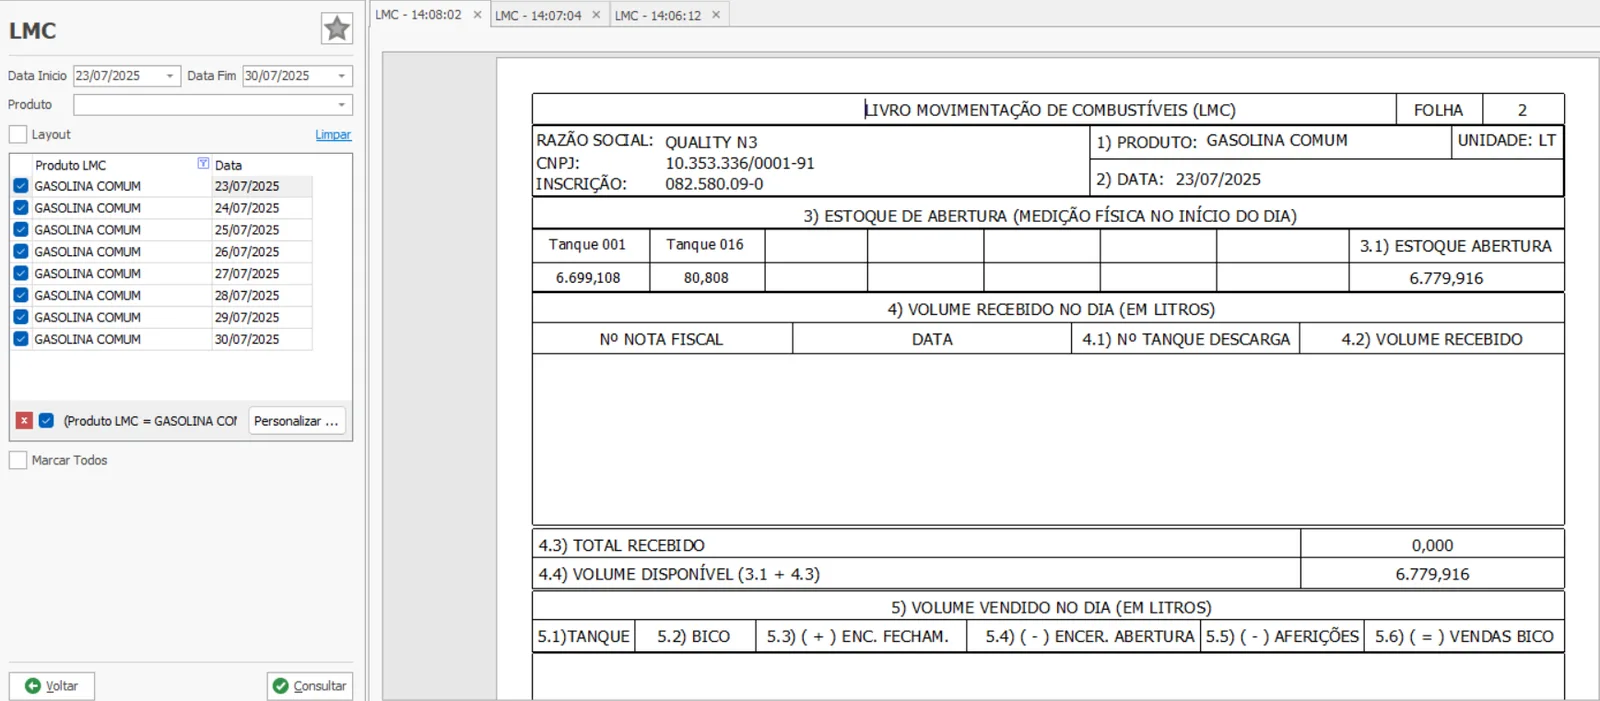 LMC
Data Inicio 23/07/2025 Data Fim 30/07/2025
Produto
Layout Limpar
Produto LMC Data
GASOLINA COMUM 23/07/2025
GASOLINA COMUM 24/07/2025
GASOLINA COMUM 25/07/2025
GASOLINA COMUM 26/07/2025
GASOLINA COMUM 27/07/2025
GASOLINA COMUM 28/07/2025
GASOLINA COMUM 29/07/2025
GASOLINA COMUM 30/07/2025
(Produto LMC = GASOLINA COM Personalizar ...
Marcar Todos
Voltar Consultar
LMC - 14:08:02 LMC - 14:07:04 LMC - 14:06:12
LIVRO MOVIMENTAÇÃO DE COMBUSTÍVEIS (LMC) FOLHA 2
RAZÃO SOCIAL: QUALITY N3
CNPJ: 10.353.336/0001-91
INSCRIÇÃO: 082.580.09-0
1) PRODUTO: GASOLINA COMUM UNIDADE: LT
2) DATA: 23/07/2025
3) ESTOQUE DE ABERTURA (MEDIÇÃO FÍSICA NO INÍCIO DO DIA)
Tanque 001 Tanque 016 3.1) ESTOQUE ABERTURA
6.699,108 80,808 6.779,916
4) VOLUME RECEBIDO NO DIA (EM LITROS)
Nº NOTA FISCAL DATA 4.1) Nº TANQUE DESCARGA 4.2) VOLUME RECEBIDO
4.3) TOTAL RECEBIDO 0,000
4.4) VOLUME DISPONÍVEL (3.1 + 4.3) 6.779,916
5) VOLUME VENDIDO NO DIA (EM LITROS)
5.1)TANQUE 5.2) BICO 5.3) ( + ) ENC. FECHAM. 5.4) ( - ) ENCER. ABERTURA 5.5) ( - ) AFERIÇÕES 5.6) ( = ) VENDAS BICO